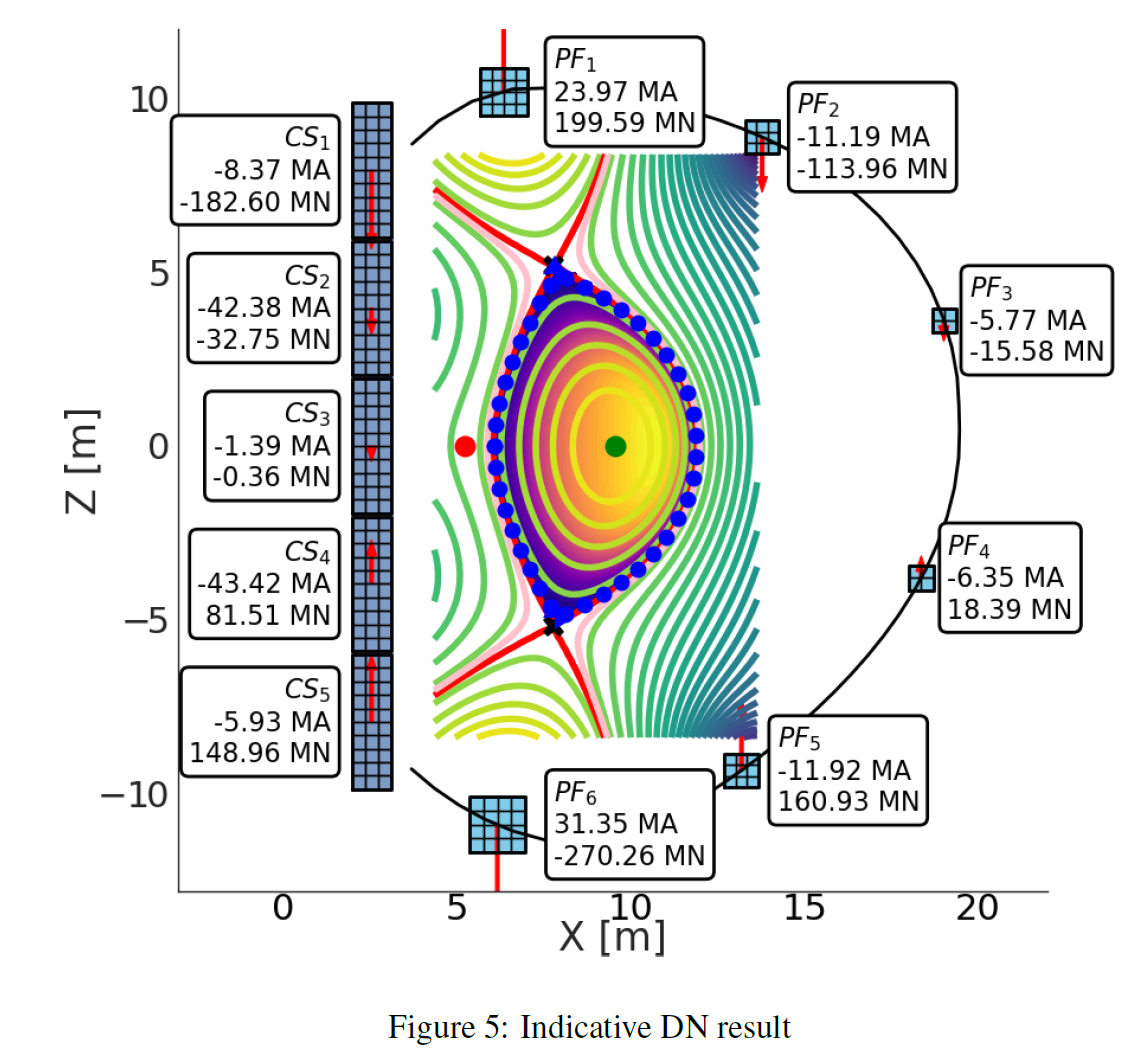 PF₁
23.97 MA
199.59 MN
PF₂
-11.19 MA
-113.96 MN
CS₁
-8.37 MA
-182.60 MN
CS₂
-42.38 MA
-32.75 MN
PF₃
-5.77 MA
-15.58 MN
CS₃
-1.39 MA
-0.36 MN
CS₄
-43.42 MA
81.51 MN
PF₄
-6.35 MA
18.39 MN
CS₅
-5.93 MA
148.96 MN
PF₅
-11.92 MA
160.93 MN
PF₆
31.35 MA
-270.26 MN
10
5
0
−5
−10
Z [m]
0 5 10 15 20
X [m]
Figure 5: Indicative DN result